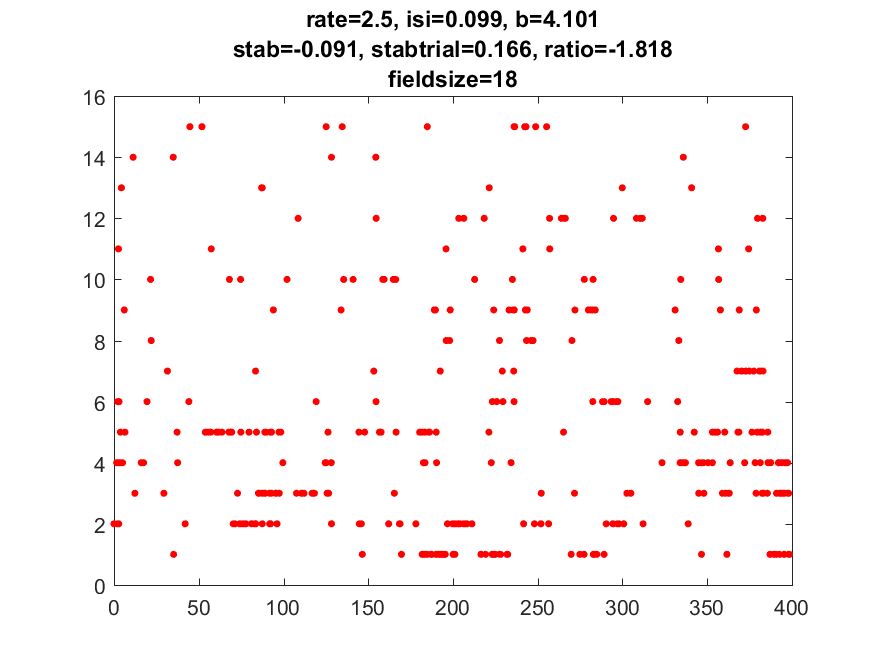 rate=2.5, isi=0.099, b=4.101
stab=-0.091, stabtrial=0.166, ratio=-1.818
fieldsize=18
16
14
12
10
8
6
4
2
0
0 50 100 150 200 250 300 350 400